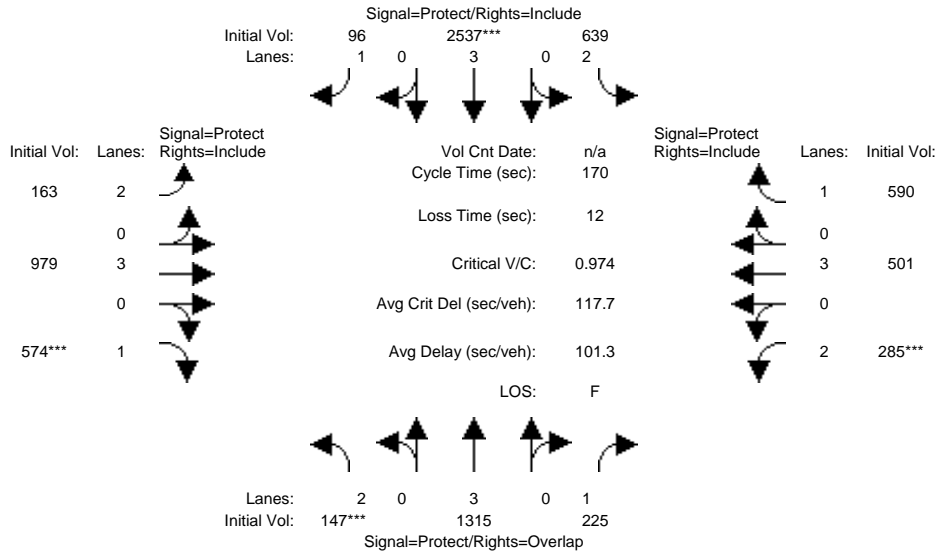 Signal=Protect/Rights=Include
Initial Vol: 96 2537*** 639
Lanes: 1 0 3 0 2
Signal=Protect Signal=Protect
Initial Vol: Lanes: Rights=Include Vol Cnt Date: n/a Rights=Include Lanes: Initial Vol:
Cycle Time (sec): 170
163 2 1 590
Loss Time (sec): 12
0 0
979 3 Critical V/C: 0.974 3 501
0 Avg Crit Del (sec/veh): 117.7 0
574*** 1 Avg Delay (sec/veh): 101.3 2 285***
LOS: F
Lanes: 2 0 3 0 1
Initial Vol: 147*** 1315 225
Signal=Protect/Rights=Overlap